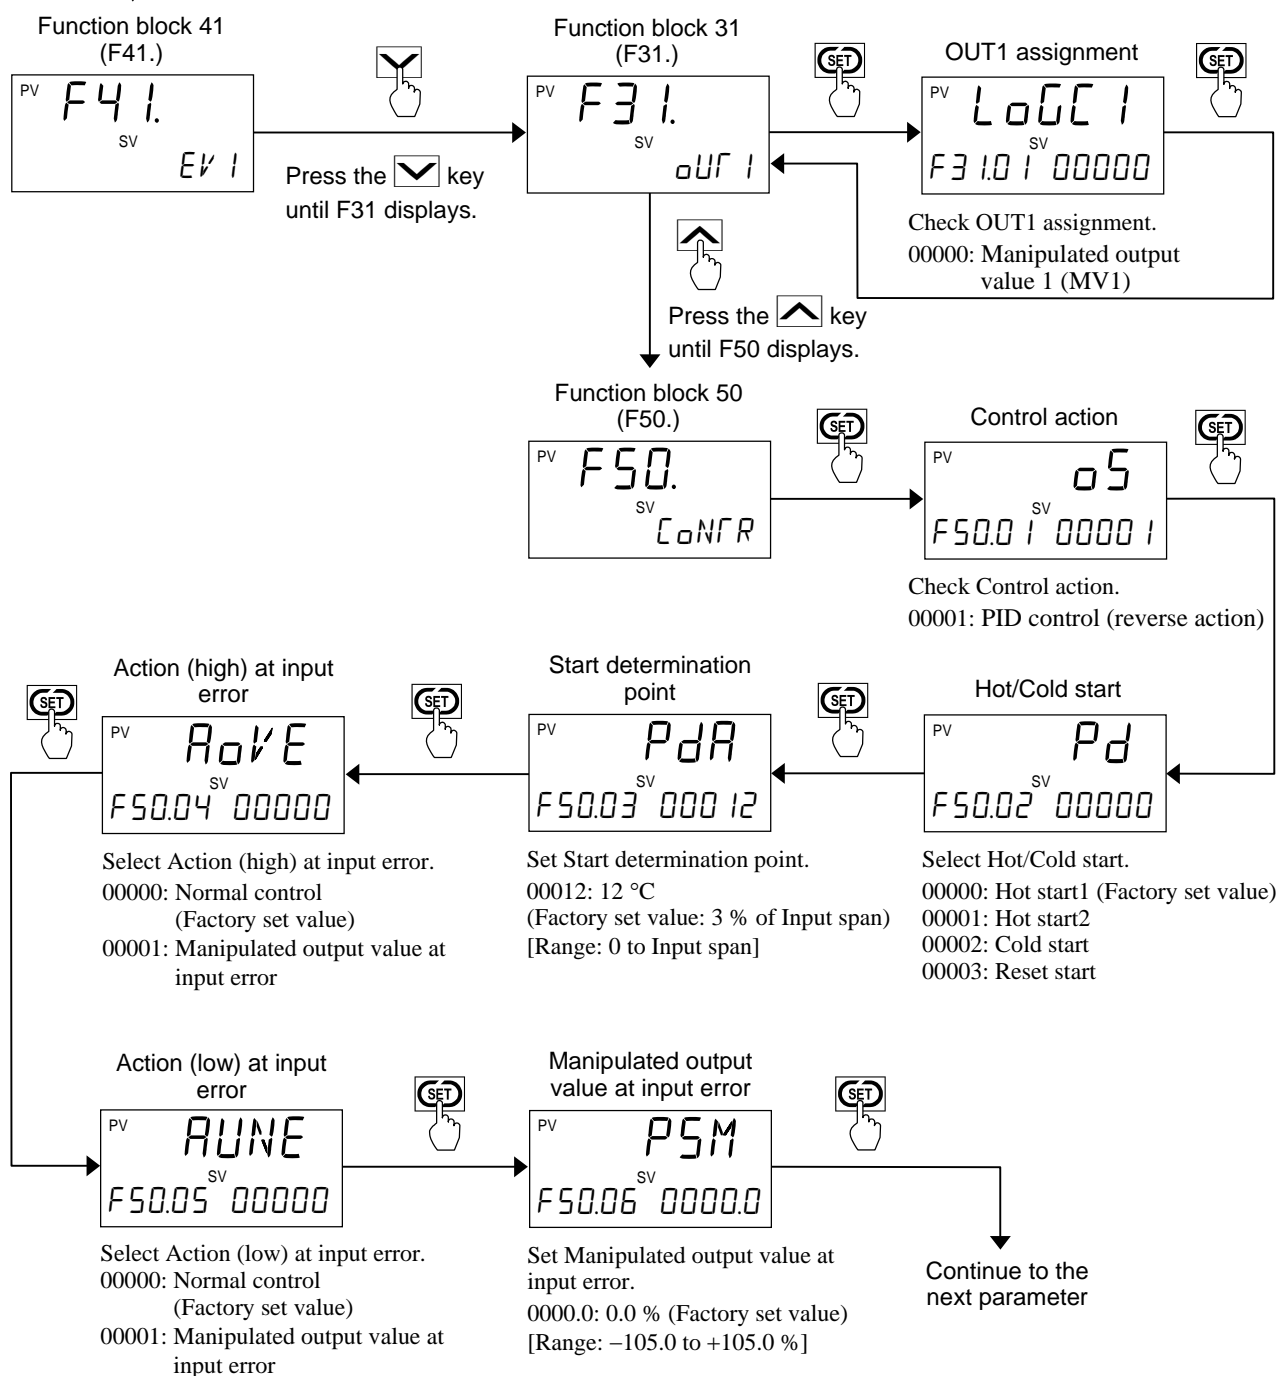 Function block 41
(F41.)
PV F41.
SV
EV1
Press the key
until F31 displays.
Function block 31
(F31.)
PV F31.
SV
oUT1
SET
OUT1 assignment
PV LoGC1
SV
F31.01 00000
SET
Check OUT1 assignment.
00000: Manipulated output
value 1 (MV1)
Press the key
until F50 displays.
Function block 50
(F50.)
PV F50.
SV
CoNTR
SET
Control action
PV oS
SV
F50.01 00001
SET
Check Control action.
00001: PID control (reverse action)
Hot/Cold start
PV Pd
SV
F50.02 00000
Select Hot/Cold start.
00000: Hot start1 (Factory set value)
00001: Hot start2
00002: Cold start
00003: Reset start
SET
Start determination
point
PV PdA
SV
F50.03 00012
Set Start determination point.
00012: 12 °C
(Factory set value: 3 % of Input span)
[Range: 0 to Input span]
SET
Action (high) at input
error
PV AoVE
SV
F50.04 00000
Select Action (high) at input error.
00000: Normal control
(Factory set value)
00001: Manipulated output value at
input error
SET
Action (low) at input
error
PV AUNE
SV
F50.05 00000
Select Action (low) at input error.
00000: Normal control
(Factory set value)
00001: Manipulated output value at
input error
SET
Manipulated output
value at input error
PV PSM
SV
F50.06 0000.0
Set Manipulated output value at
input error.
0000.0: 0.0 % (Factory set value)
[Range: −105.0 to +105.0 %]
SET
Continue to the
next parameter